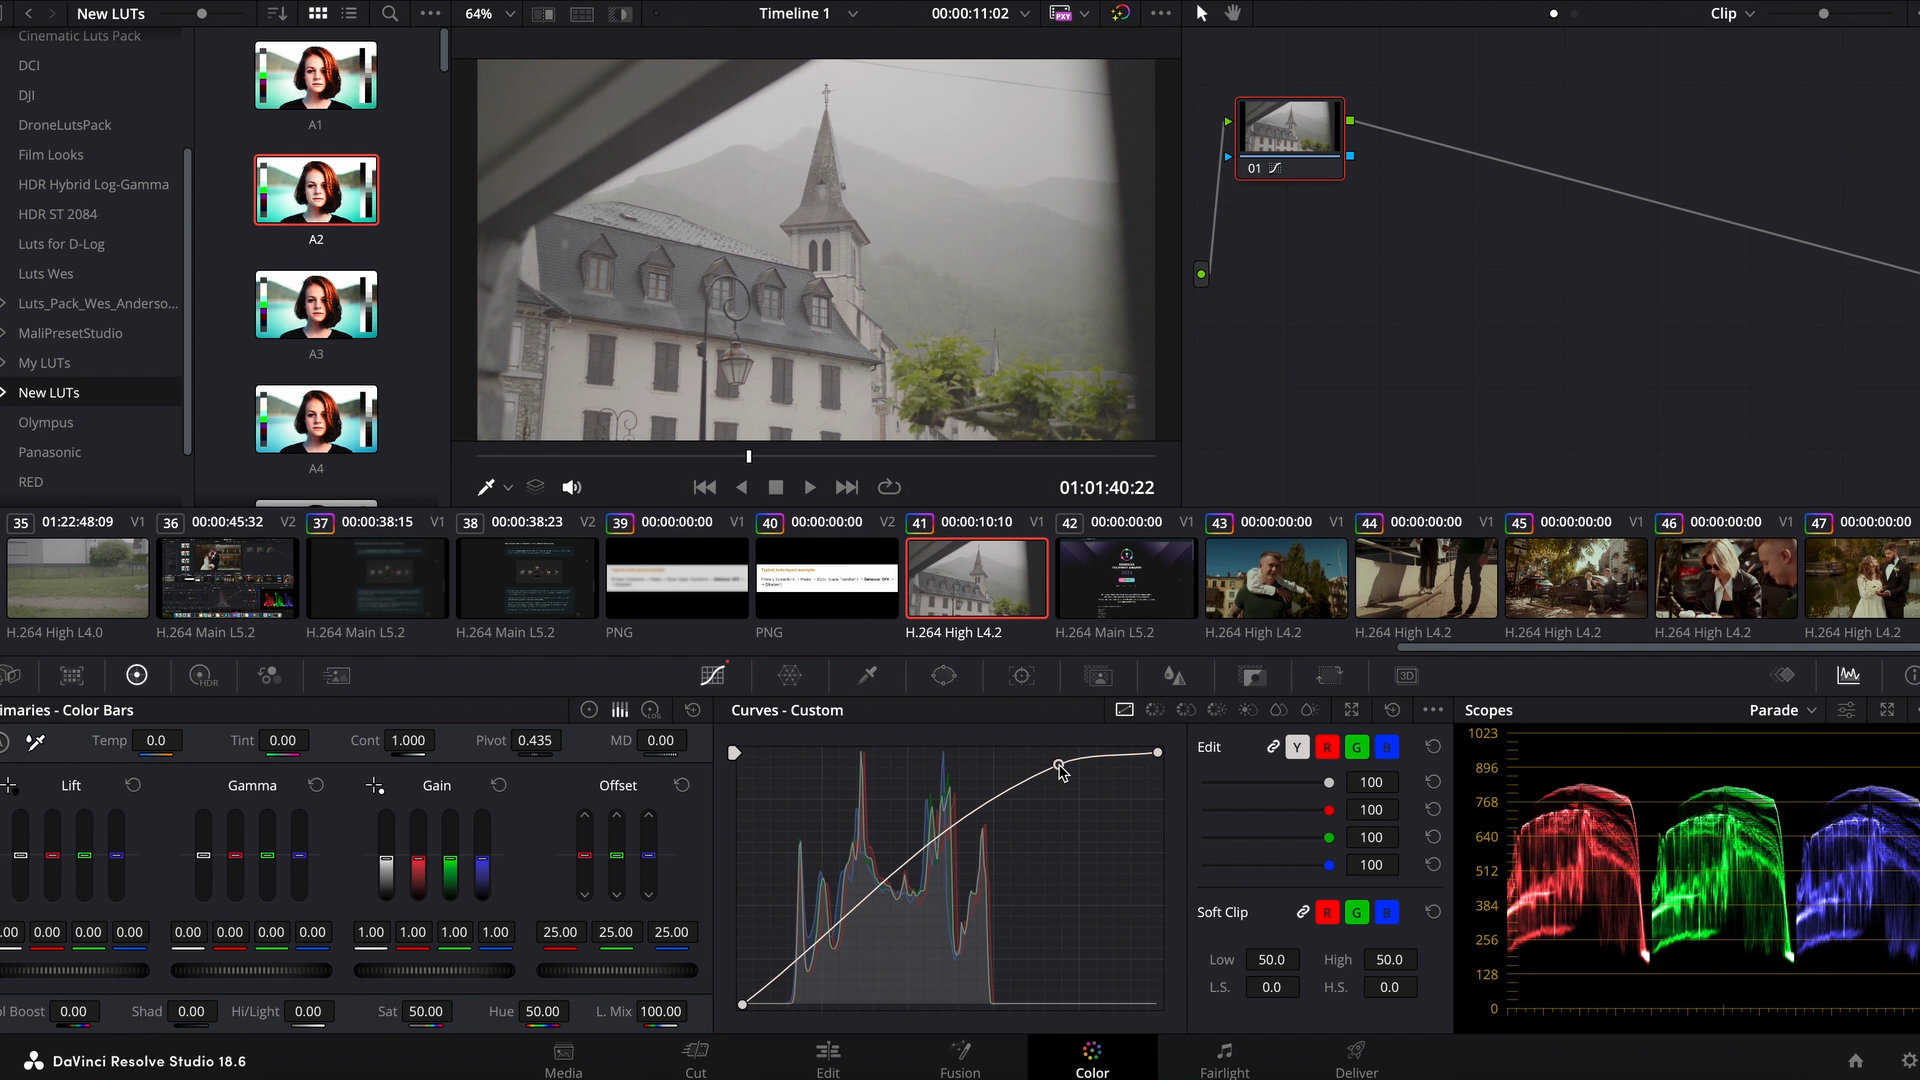 New LUTs
64%
Timeline 1
00:00:11:02
PXY
Clip
Cinematic Luts Pack
DCI
DJI
DroneLutsPack
Film Looks
HDR Hybrid Log-Gamma
HDR ST 2084
Luts for D-Log
Luts Wes
Luts_Pack_Wes_Anderso...
MaliPresetStudio
My LUTs
New LUTs
Olympus
Panasonic
RED
A1
A2
A3
A4
01
01:01:40:22
35 01:22:48:09 V1
36 00:00:45:32 V2
37 00:00:38:15 V1
38 00:00:38:23 V2
39 00:00:00:00 V1
40 00:00:00:00 V2
41 00:00:10:10 V1
42 00:00:00:00 V1
43 00:00:00:00 V1
44 00:00:00:00 V1
45 00:00:00:00 V1
46 00:00:00:00 V1
47 00:00:00:00
H.264 High L4.0
H.264 Main L5.2
H.264 Main L5.2
H.264 Main L5.2
PNG
PNG
H.264 High L4.2
H.264 Main L5.2
H.264 High L4.2
H.264 High L4.2
H.264 High L4.2
H.264 High L4.2
H.264 High L4.2
HDR
3D
imaries - Color Bars
LOG
Curves - Custom
Scopes
Parade
Temp 0.0
Tint 0.00
Cont 1.000
Pivot 0.435
MD 0.00
Lift
Gamma
Gain
Offset
.00 0.00 0.00 0.00
0.00 0.00 0.00 0.00
1.00 1.00 1.00 1.00
25.00 25.00 25.00
ol Boost 0.00
Shad 0.00
Hi/Light 0.00
Sat 50.00
Hue 50.00
L. Mix 100.00
Edit
Y R G B
100
100
100
100
Soft Clip
R G B
Low 50.0 High 50.0
L.S. 0.0 H.S. 0.0
1023
896
768
640
512
384
256
128
0
DaVinci Resolve Studio 18.6
Media
Cut
Edit
Fusion
Color
Fairlight
Deliver